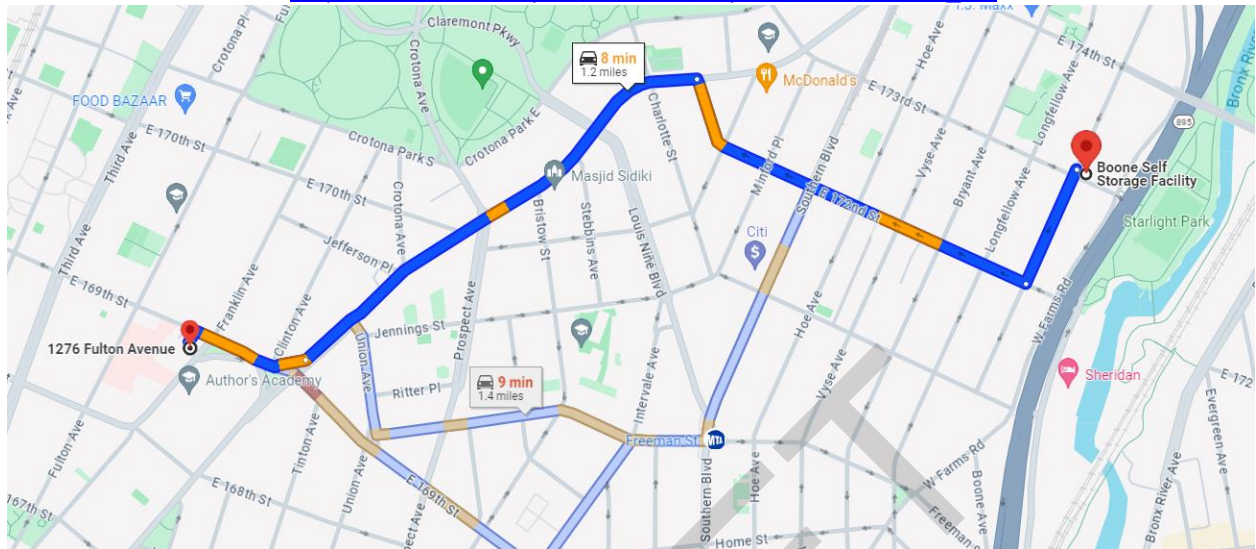 T.J. Maxx
Claremont Pkwy
Crotona Pl
Crotona Ave
Hoe Ave
E 174th St
Bronx River
8 min
1.2 miles
McDonald's
FOOD BAZAAR
E 173rd St
Longfellow Ave
895
Third Ave
E 170th St
Crotona Park E
Charlotte St
Crotona Park S
Minford Pl
Southern Blvd
Vyse Ave
Bryant Ave
Boone Self
Storage Facility
Masjid Sidiki
E 170th St
Crotona Ave
Bristow St
Stebbins Ave
Louis Niñe Blvd
E 172nd St
Longfellow Ave
Starlight Park
Jefferson Pl
Citi
Third Ave
E 169th St
Franklin Ave
Clinton Ave
Prospect Ave
Jennings St
Hoe Ave
W Farms Rd
1276 Fulton Avenue
Author's Academy
Union Ave
Ritter Pl
9 min
1.4 miles
Intervale Ave
Vyse Ave
Sheridan
E 172
Freeman St
Fulton Ave
Tinton Ave
Union Ave
E 169th St
Southern Blvd
Hoe Ave
W Farms Rd
Boone Ave
Evergreen Ave
E 168th St
E 167th St
Freeman S
Bronx River Ave
Home St